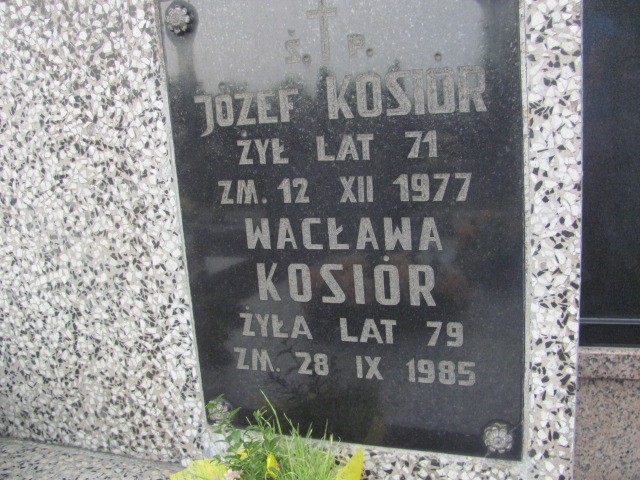 Ś. P.
JÓZEF KOSIÓR
ŻYŁ LAT 71
ZM. 12 XII 1977
WACŁAWA
KOSIÓR
ŻYŁA LAT 79
ZM. 28 IX 1985